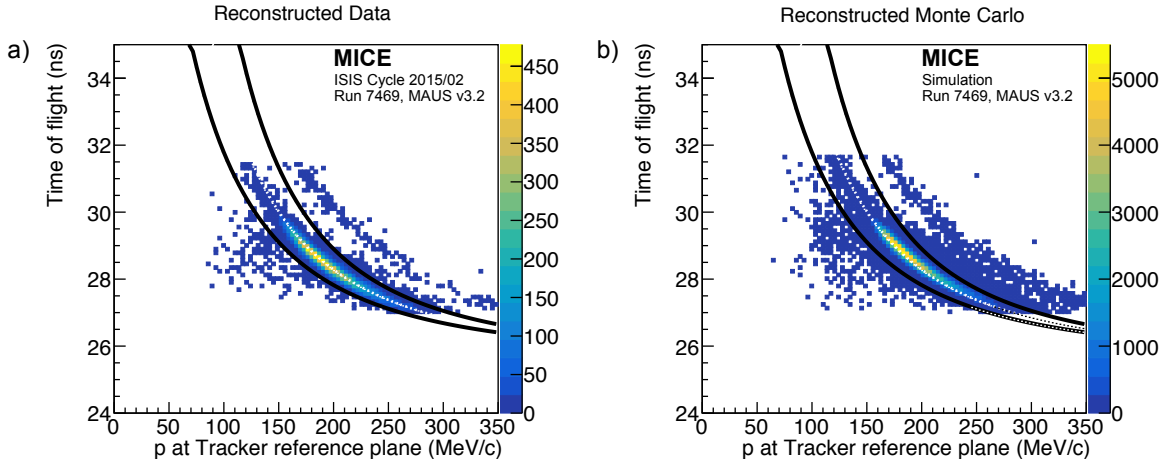 Reconstructed Data
a)
Time of flight (ns)
34
32
30
28
26
24
MICE
ISIS Cycle 2015/02
Run 7469, MAUS v3.2
450
400
350
300
250
200
150
100
50
0
0 50 100 150 200 250 300 350
p at Tracker reference plane (MeV/c)
Reconstructed Monte Carlo
b)
Time of flight (ns)
34
32
30
28
26
24
MICE
Simulation
Run 7469, MAUS v3.2
5000
4000
3000
2000
1000
0
0 50 100 150 200 250 300 350
p at Tracker reference plane (MeV/c)